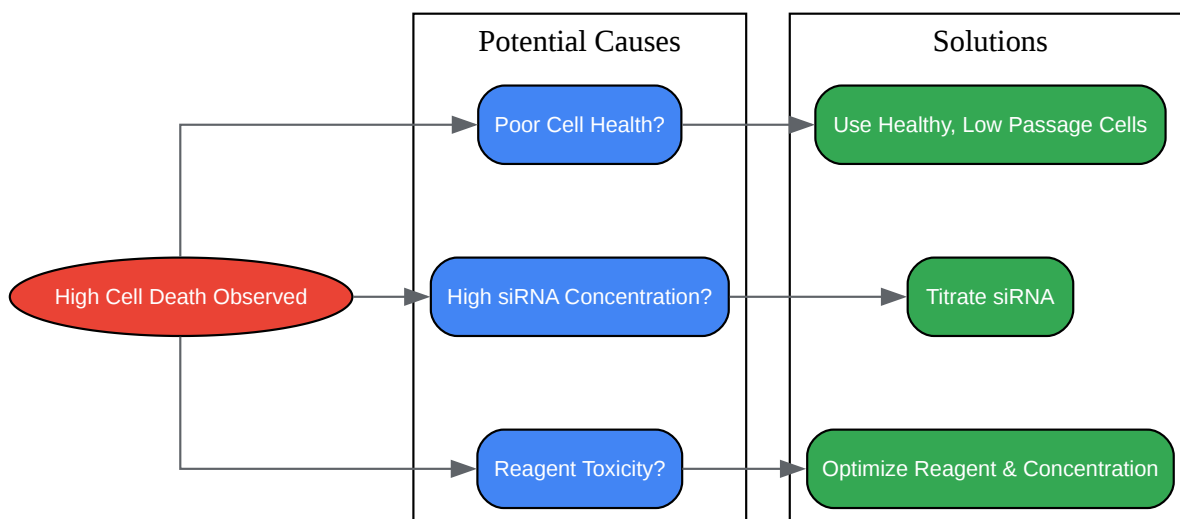 Potential Causes
Solutions
Poor Cell Health?
Use Healthy, Low Passage Cells
High Cell Death Observed
High siRNA Concentration?
Titrate siRNA
Reagent Toxicity?
Optimize Reagent & Concentration